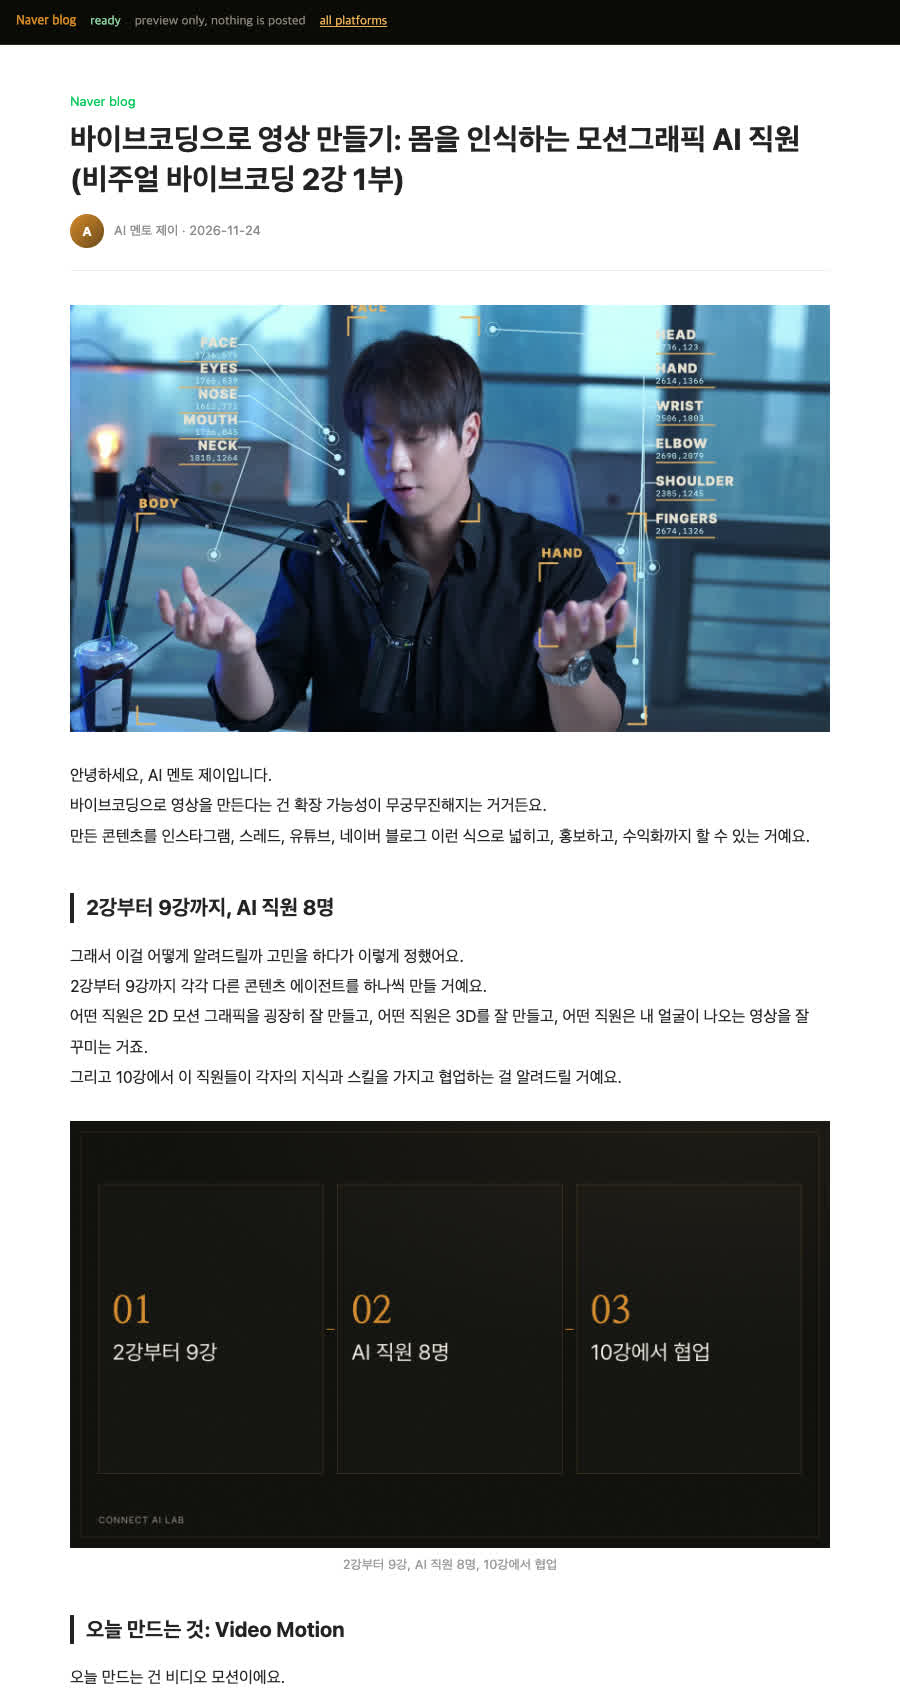 Naver blog ready preview only, nothing is posted all platforms
Naver blog
바이브코딩으로 영상 만들기: 몸을 인식하는 모션그래픽 AI 직원
(비주얼 바이브코딩 2강 1부)
A AI 멘토 제이 · 2026-11-24
FACE
FACE
EYES
NOSE
MOUTH
NECK
1810,1264
BODY
HEAD
HAND
2614,1366
WRIST
2506,1803
ELBOW
2690,2079
SHOULDER
2385,1245
FINGERS
2674,1326
HAND
안녕하세요, AI 멘토 제이입니다.
바이브코딩으로 영상을 만든다는 건 확장 가능성이 무궁무진해지는 거거든요.
만든 콘텐츠를 인스타그램, 스레드, 유튜브, 네이버 블로그 이런 식으로 넓히고, 홍보하고, 수익화까지 할 수 있는 거예요.
2강부터 9강까지, AI 직원 8명
그래서 이걸 어떻게 알려드릴까 고민을 하다가 이렇게 정했어요.
2강부터 9강까지 각각 다른 콘텐츠 에이전트를 하나씩 만들 거예요.
어떤 직원은 2D 모션 그래픽을 굉장히 잘 만들고, 어떤 직원은 3D를 잘 만들고, 어떤 직원은 내 얼굴이 나오는 영상을 잘
꾸미는 거죠.
그리고 10강에서 이 직원들이 각자의 지식과 스킬을 가지고 협업하는 걸 알려드릴 거예요.
01
2강부터 9강
02
AI 직원 8명
03
10강에서 협업
CONNECT AI LAB
2강부터 9강, AI 직원 8명, 10강에서 협업
오늘 만드는 것: Video Motion
오늘 만드는 건 비디오 모션이에요.